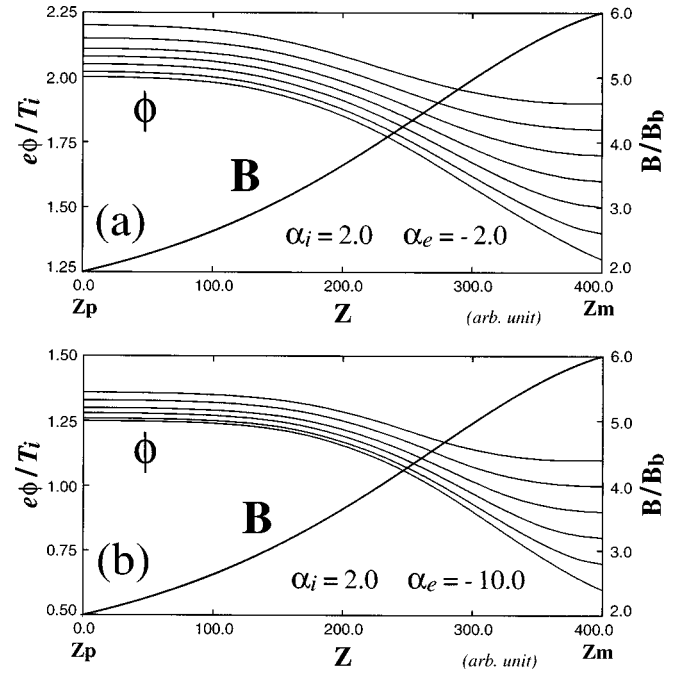 2.25
2.00
1.75
1.50
1.25
eϕ/Ti
6.0
5.0
4.0
3.0
2.0
B/Bb
ϕ
B
(a)
αi = 2.0 αe = - 2.0
0.0 100.0 200.0 300.0 400.0
Zp Z (arb. unit) Zm
1.50
1.25
1.00
0.75
0.50
eϕ/Ti
6.0
5.0
4.0
3.0
2.0
B/Bb
ϕ
B
(b)
αi = 2.0 αe = - 10.0
0.0 100.0 200.0 300.0 400.0
Zp Z (arb. unit) Zm